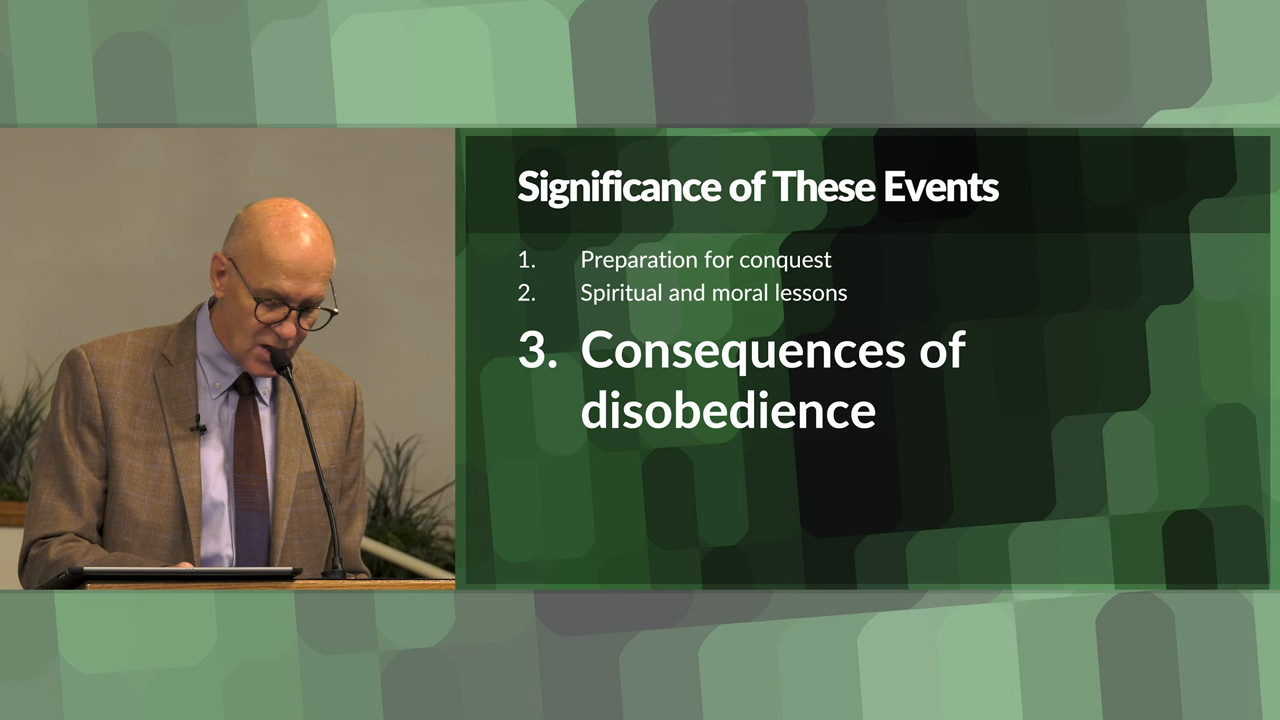 Significance of These Events
1. Preparation for conquest
2. Spiritual and moral lessons
3. Consequences of
disobedience